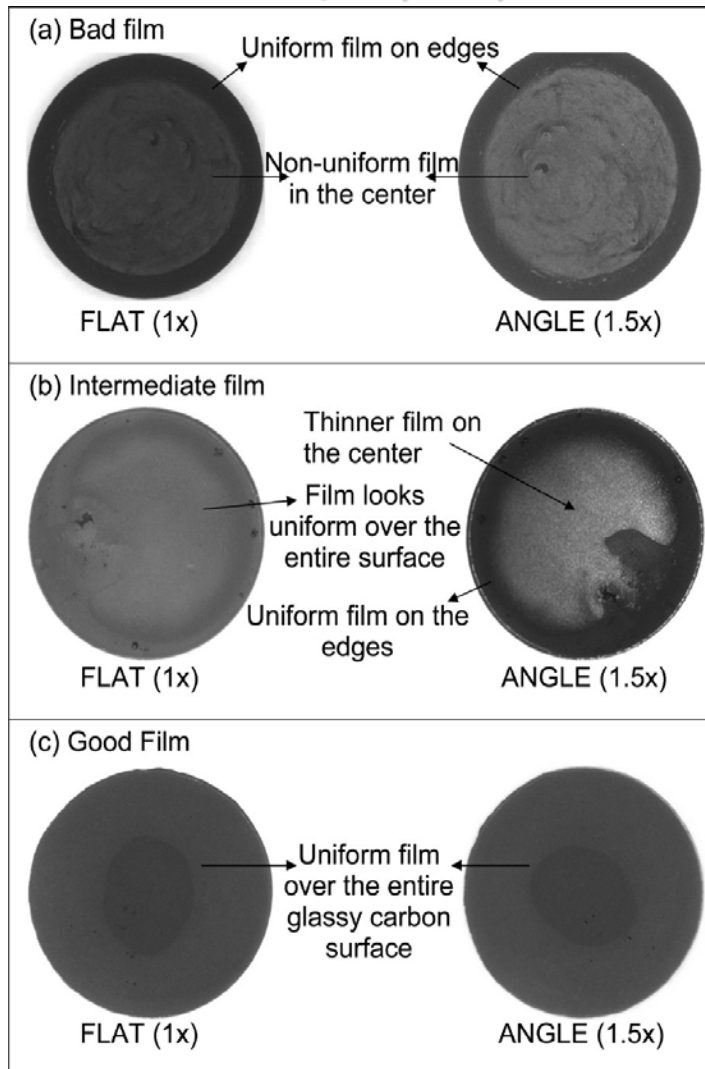 (a) Bad film
Uniform film on edges
Non-uniform film
in the center
FLAT (1x)
ANGLE (1.5x)
(b) Intermediate film
Thinner film on
the center
Film looks
uniform over the
entire surface
Uniform film on the
edges
FLAT (1x)
ANGLE (1.5x)
(c) Good Film
Uniform film
over the entire
glassy carbon
surface
FLAT (1x)
ANGLE (1.5x)